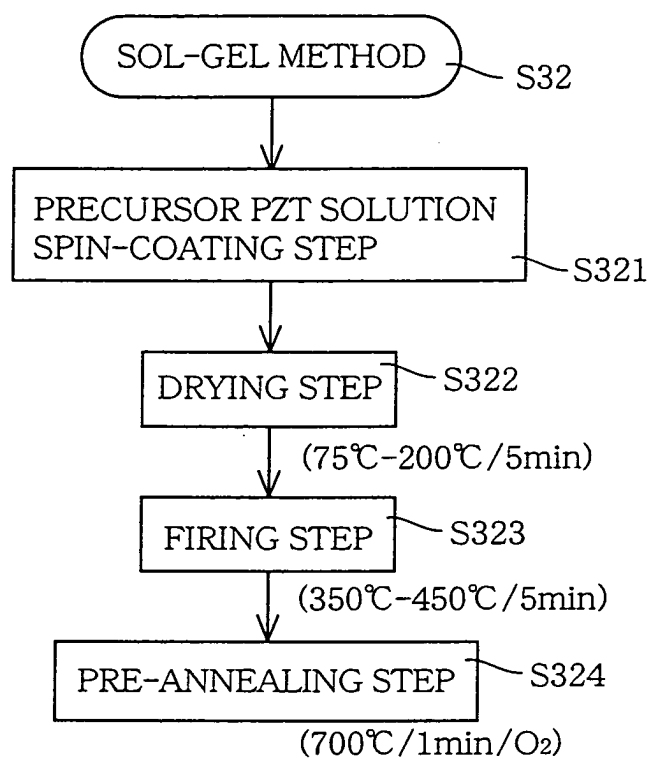 SOL-GEL METHOD
S32
PRECURSOR PZT SOLUTION
SPIN-COATING STEP
S321
DRYING STEP
S322
(75℃-200℃/5min)
FIRING STEP
S323
(350℃-450℃/5min)
PRE-ANNEALING STEP
S324
(700℃/1min/O₂)